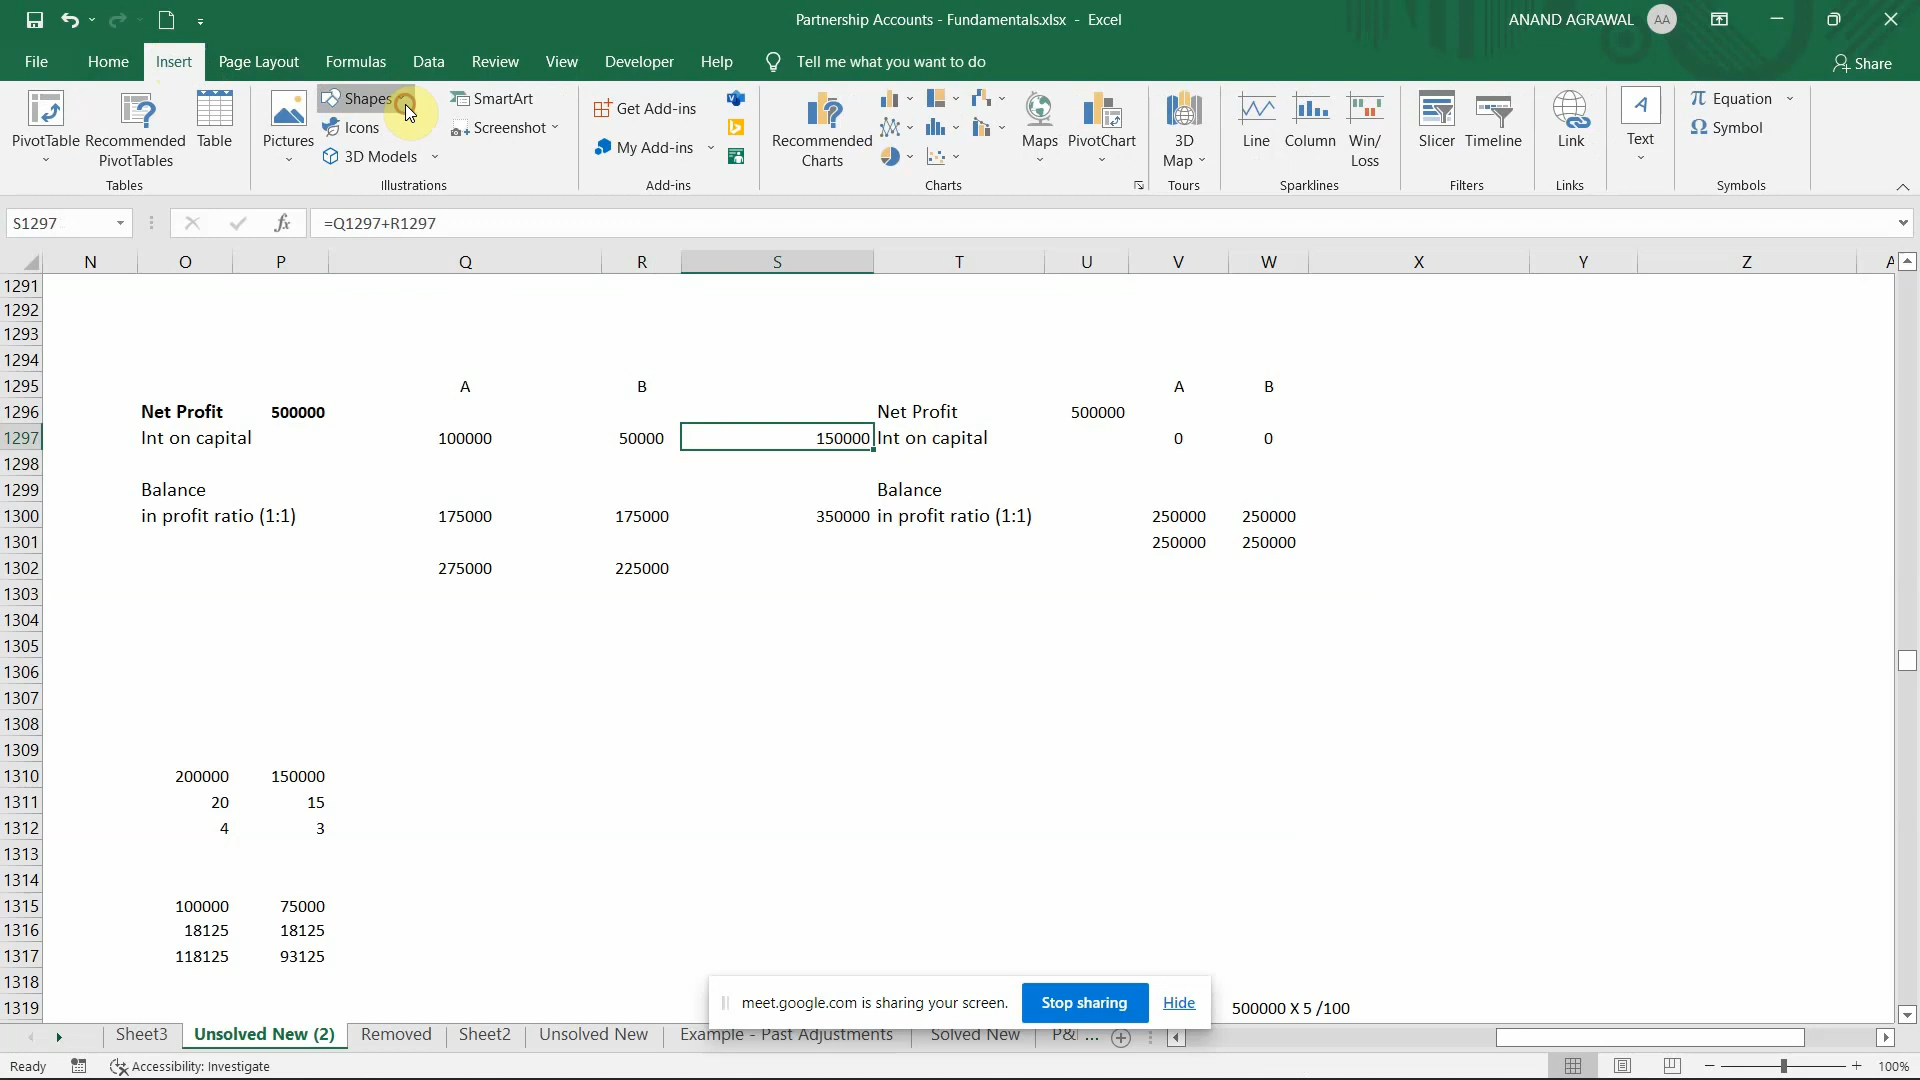 Partnership Accounts - Fundamentals.xlsx - Excel
ANAND AGRAWAL AA
File Home Insert Page Layout Formulas Data Review View Developer Help Tell me what you want to do Share
PivotTable
Recommended PivotTables
Table
Tables
Pictures
Shapes
Icons
3D Models
SmartArt
Screenshot
Illustrations
Get Add-ins
My Add-ins
Add-ins
Recommended Charts
Maps
PivotChart
Charts
3D Map
Tours
Line
Column
Win/ Loss
Sparklines
Slicer
Timeline
Filters
Link
Links
Text
Equation
Symbol
Symbols
S1297 fx =Q1297+R1297
N O P Q R S T U V W X Y Z A
1291
1292
1293
1294
1295 A B A B
1296 Net Profit 500000 Net Profit 500000
1297 Int on capital 100000 50000 150000 Int on capital 0 0
1298
1299 Balance Balance
1300 in profit ratio (1:1) 175000 175000 350000 in profit ratio (1:1) 250000 250000
1301 250000 250000
1302 275000 225000
1303
1304
1305
1306
1307
1308
1309
1310 200000 150000
1311 20 15
1312 4 3
1313
1314
1315 100000 75000
1316 18125 18125
1317 118125 93125
1318
1319 500000 X 5 /100
meet.google.com is sharing your screen. Stop sharing Hide
Sheet3 Unsolved New (2) Removed Sheet2 Unsolved New Example - Past Adjustments Solved New P& ...
Ready Accessibility: Investigate 100%